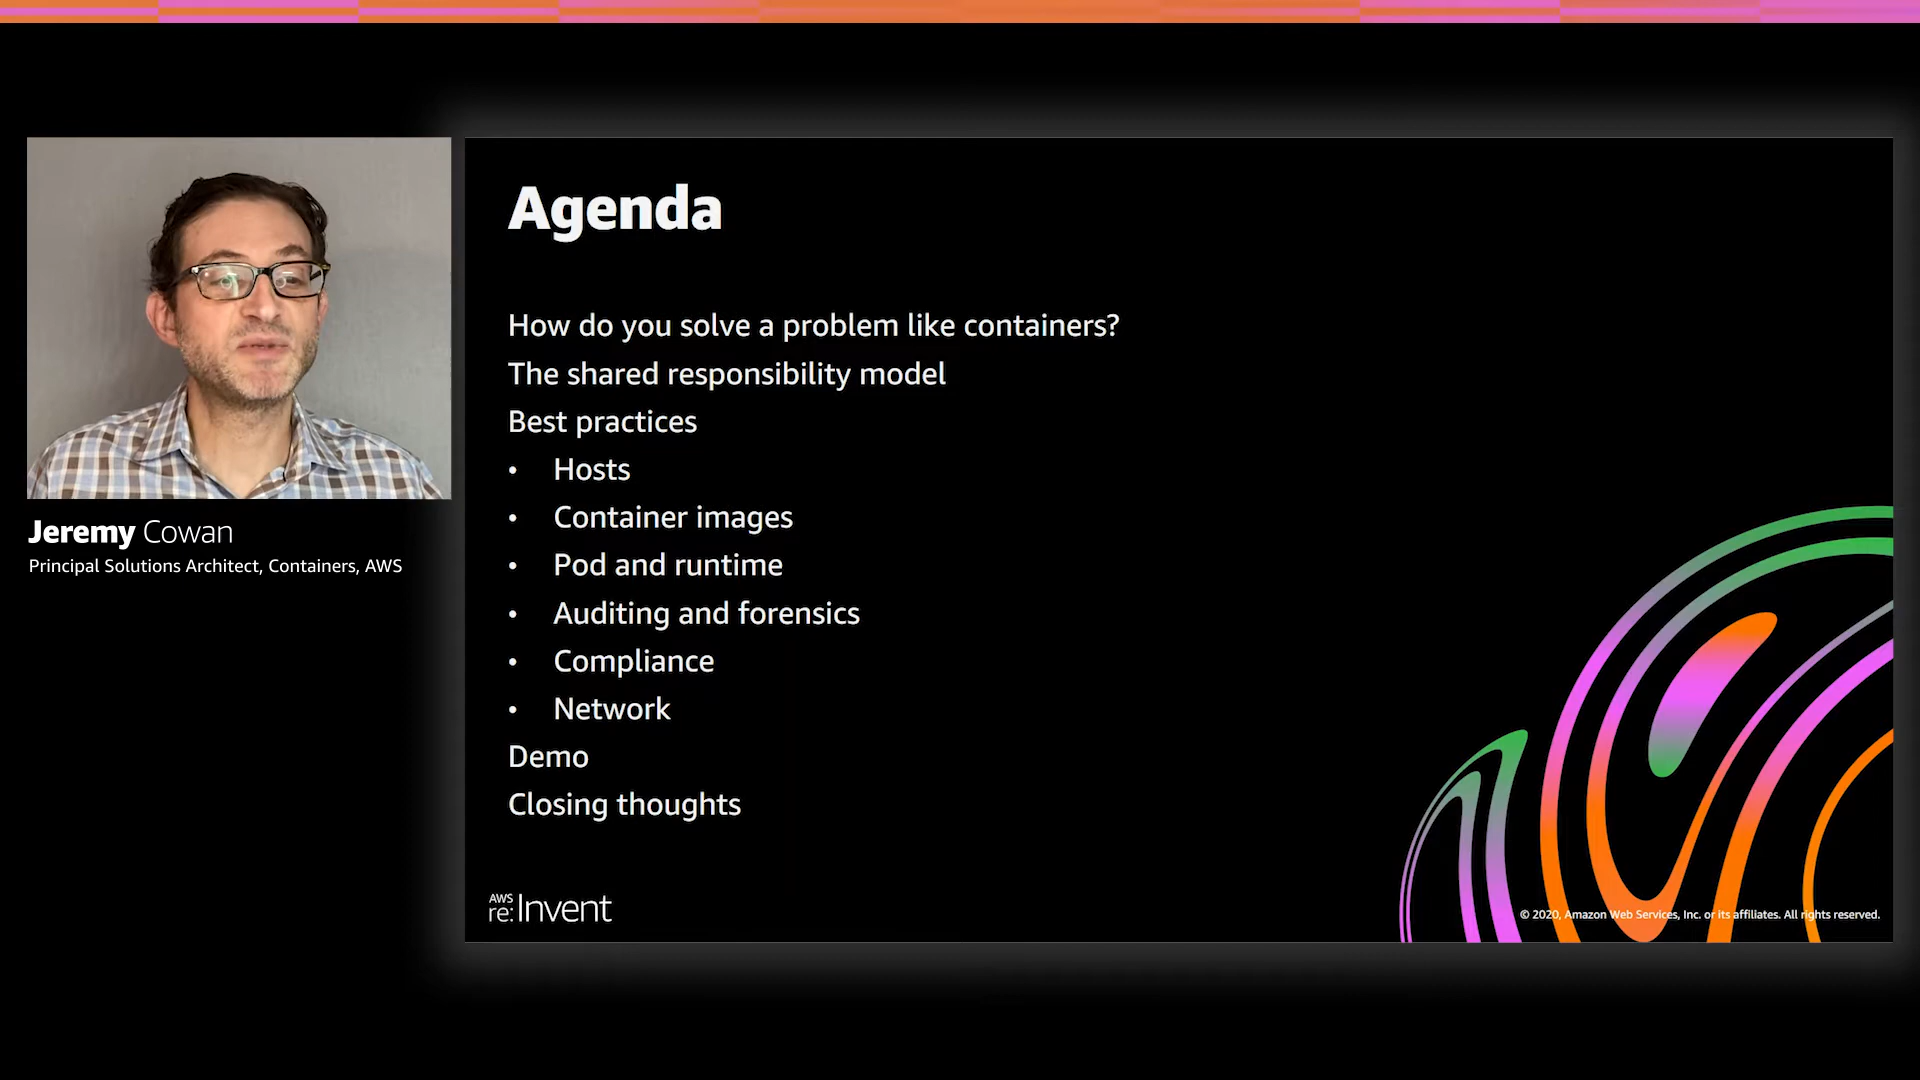 Agenda
How do you solve a problem like containers?
The shared responsibility model
Best practices
• Hosts
• Container images
• Pod and runtime
• Auditing and forensics
• Compliance
• Network
Demo
Closing thoughts
Jeremy Cowan
Principal Solutions Architect, Containers, AWS
AWS
re:Invent
© 2020, Amazon Web Services, Inc. or its affiliates. All rights reserved.